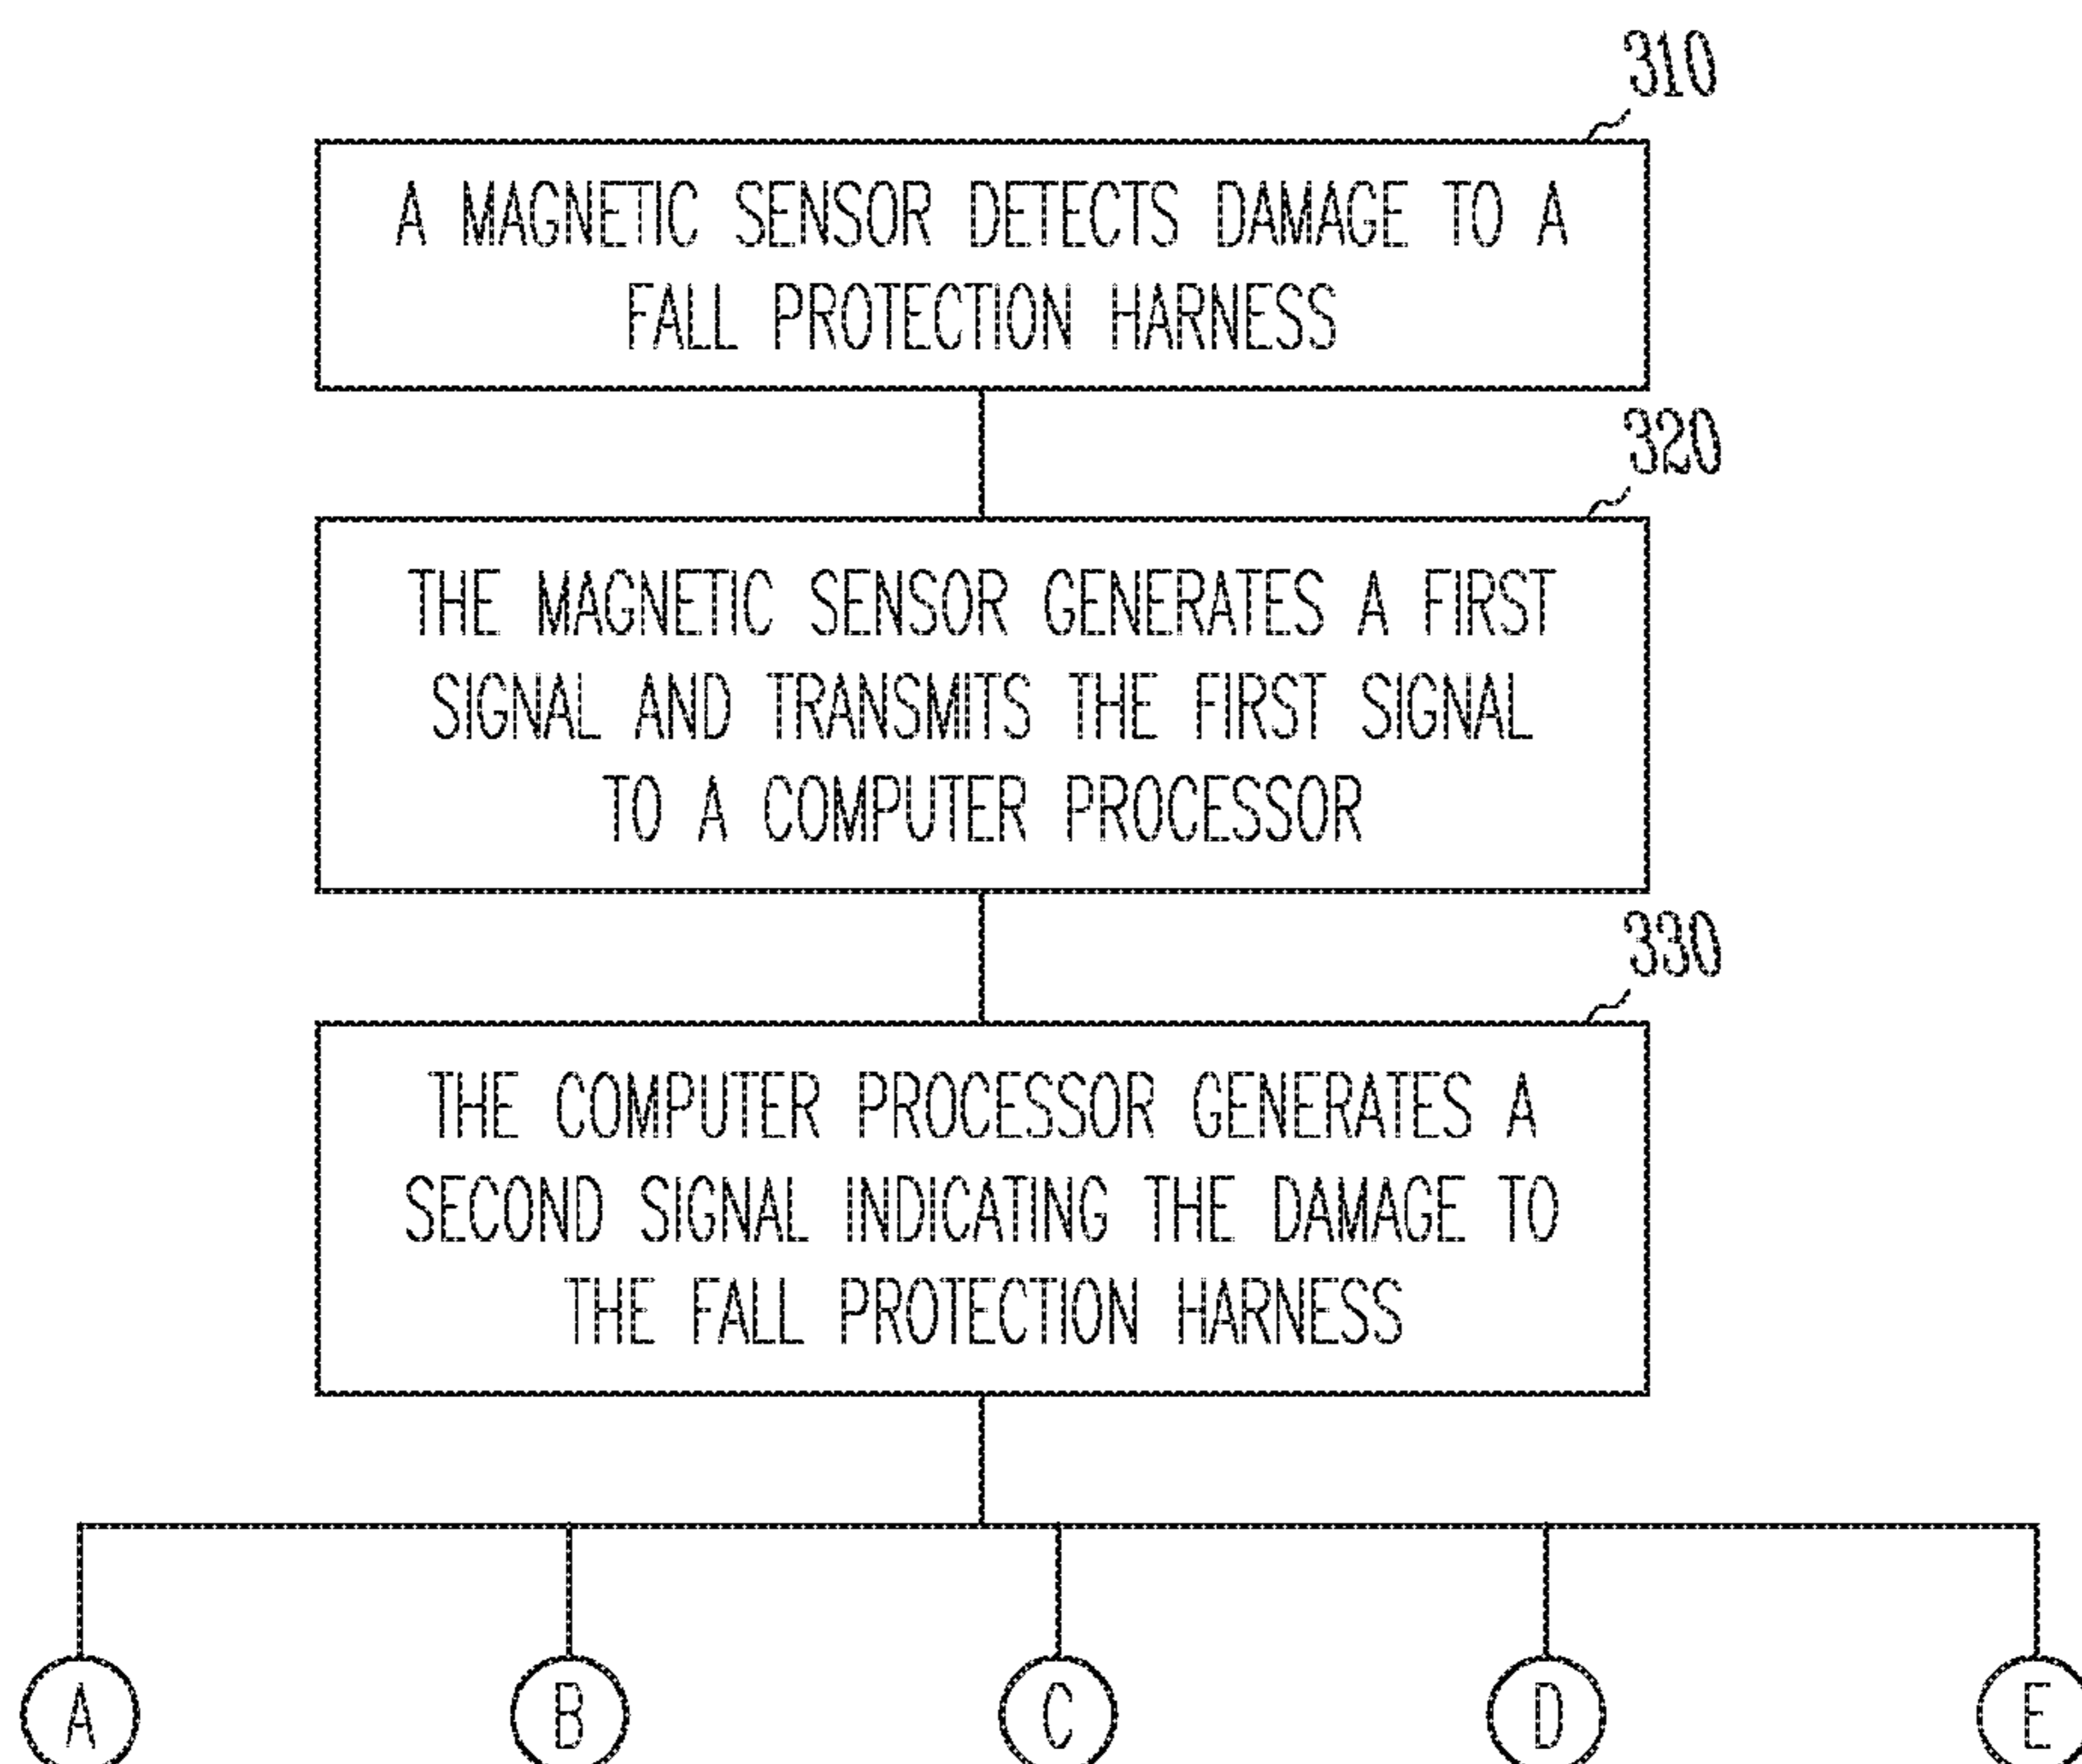 310
A MAGNETIC SENSOR DETECTS DAMAGE TO A
FALL PROTECTION HARNESS
320
THE MAGNETIC SENSOR GENERATES A FIRST
SIGNAL AND TRANSMITS THE FIRST SIGNAL
TO A COMPUTER PROCESSOR
330
THE COMPUTER PROCESSOR GENERATES A
SECOND SIGNAL INDICATING THE DAMAGE TO
THE FALL PROTECTION HARNESS
A B C D E